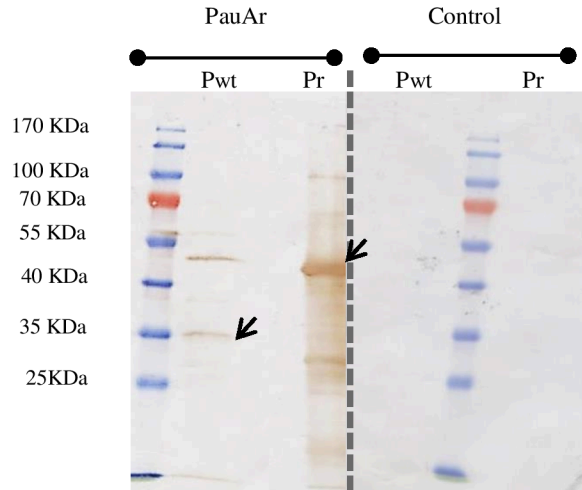 PauAr Control
Pwt Pr Pwt Pr
170 KDa
100 KDa
70 KDa
55 KDa
40 KDa
35 KDa
25KDa